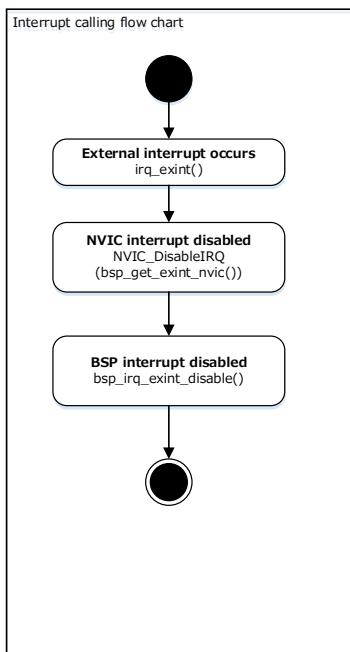 Interrupt calling flow chart
External interrupt occurs
irq_exint()
NVIC interrupt disabled
NVIC_DisableIRQ
(bsp_get_exint_nvic())
BSP interrupt disabled
bsp_irq_exint_disable()